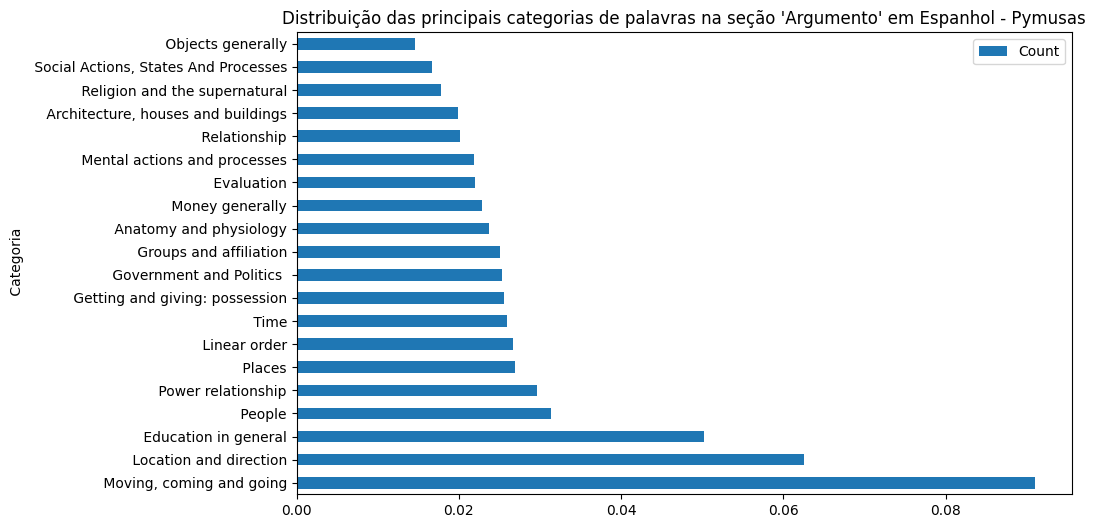 Distribuição das principais categorias de palavras na seção 'Argumento' em Espanhol - Pymusas
Count
Categoria
Objects generally
Social Actions, States And Processes
Religion and the supernatural
Architecture, houses and buildings
Relationship
Mental actions and processes
Evaluation
Money generally
Anatomy and physiology
Groups and affiliation
Government and Politics
Getting and giving: possession
Time
Linear order
Places
Power relationship
People
Education in general
Location and direction
Moving, coming and going
0.00 0.02 0.04 0.06 0.08